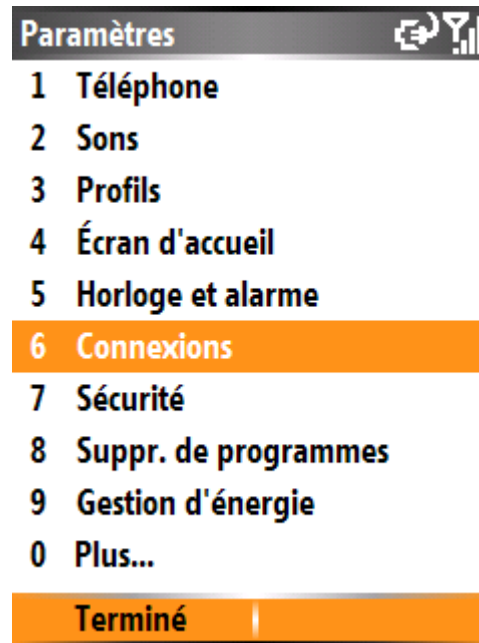 Paramètres
1 Téléphone
2 Sons
3 Profils
4 Écran d'accueil
5 Horloge et alarme
6 Connexions
7 Sécurité
8 Suppr. de programmes
9 Gestion d'énergie
0 Plus...
Terminé